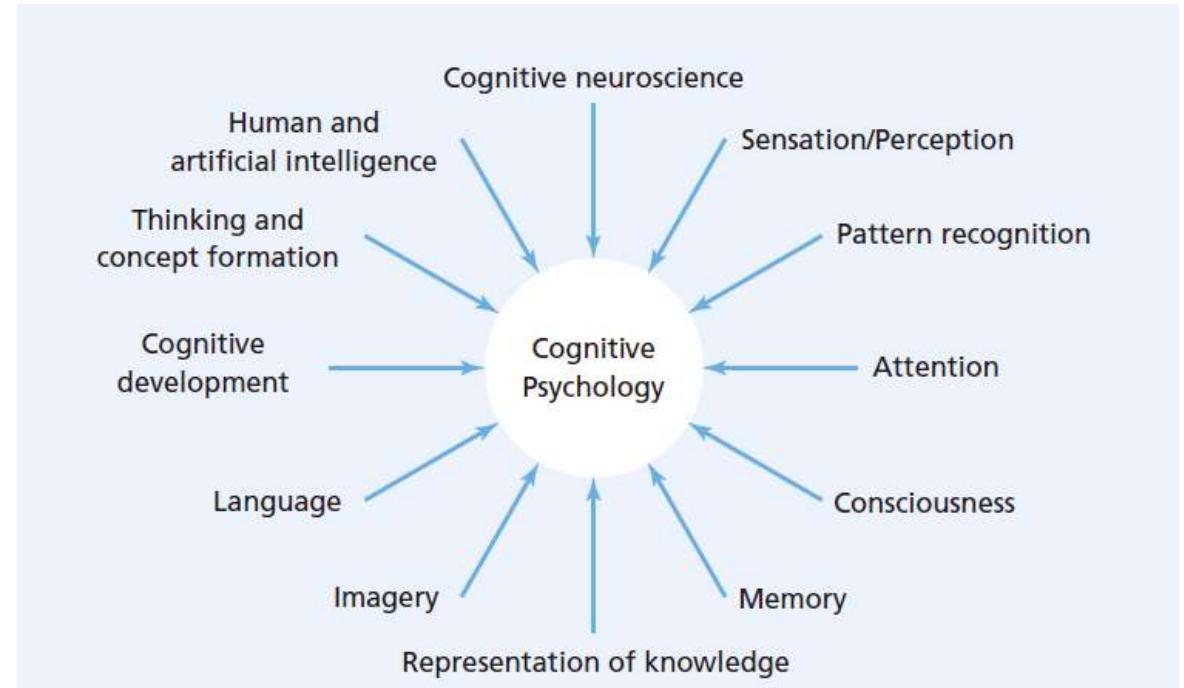 Cognitive neuroscience
Human and
artificial intelligence
Sensation/Perception
Thinking and
concept formation
Pattern recognition
Cognitive
development
Cognitive
Psychology
Attention
Language
Consciousness
Imagery
Memory
Representation of knowledge